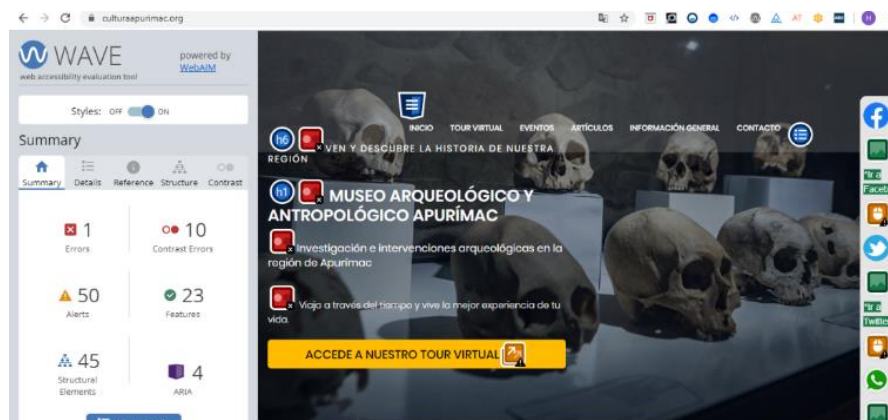 culturaapurimac.org
WAVE
web accessibility evaluation tool
powered by
WebAIM
Styles: OFF ON
Summary
Summary Details Reference Structure Contrast
1
Errors
10
Contrast Errors
50
Alerts
23
Features
45
Structural
Elements
4
ARIA
INICIO TOUR VIRTUAL EVENTOS ARTÍCULOS INFORMACIÓN GENERAL CONTACTO
h6 VEN Y DESCUBRE LA HISTORIA DE NUESTRA
REGIÓN
h1 MUSEO ARQUEOLÓGICO Y
ANTROPOLÓGICO APURÍMAC
Investigación e intervenciones arqueológicas en la
región de Apurímac
Viaja a través del tiempo y vive la mejor experiencia de tu
vida.
ACCEDE A NUESTRO TOUR VIRTUAL
"Ir a
Faceb
"Ir a
Twitte